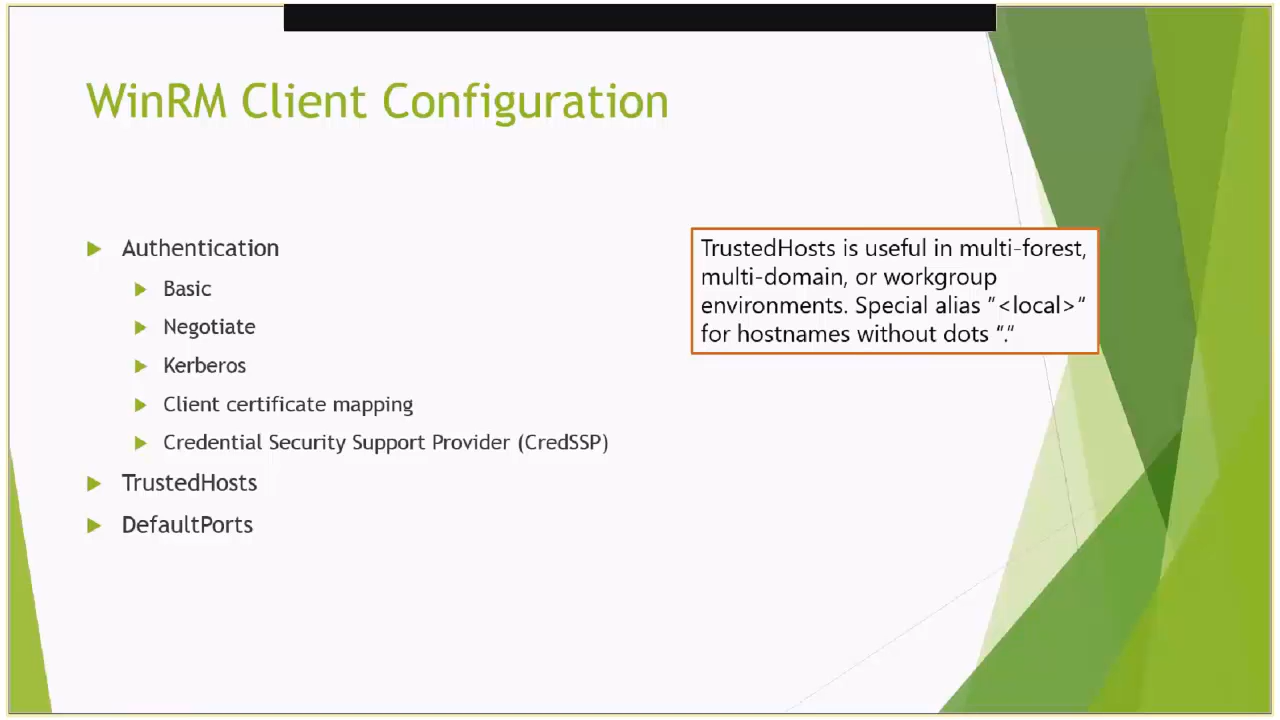 WinRM Client Configuration
Authentication
Basic
Negotiate
Kerberos
Client certificate mapping
Credential Security Support Provider (CredSSP)
TrustedHosts
DefaultPorts
TrustedHosts is useful in multi-forest,
multi-domain, or workgroup
environments. Special alias “<local>“
for hostnames without dots “.“